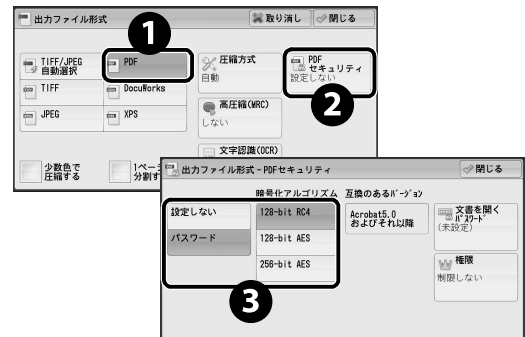 出力ファイル形式
取り消し
閉じる
1
TIFF/JPEG
自動選択
PDF
圧縮方式
自動
PDF
セキュリティ
設定しない
TIFF
DocuWorks
2
高圧縮(MRC)
しない
JPEG
XPS
文字認識(OCR)
少数色で
圧縮する
1ペー
分割す
出力ファイル形式 - PDFセキュリティ
閉じる
暗号化アルゴリズム
互換のあるバージョン
設定しない
128-bit RC4
Acrobat5.0
およびそれ以降
文書を開く
パスワード
(未設定)
パスワード
128-bit AES
256-bit AES
権限
制限しない
3